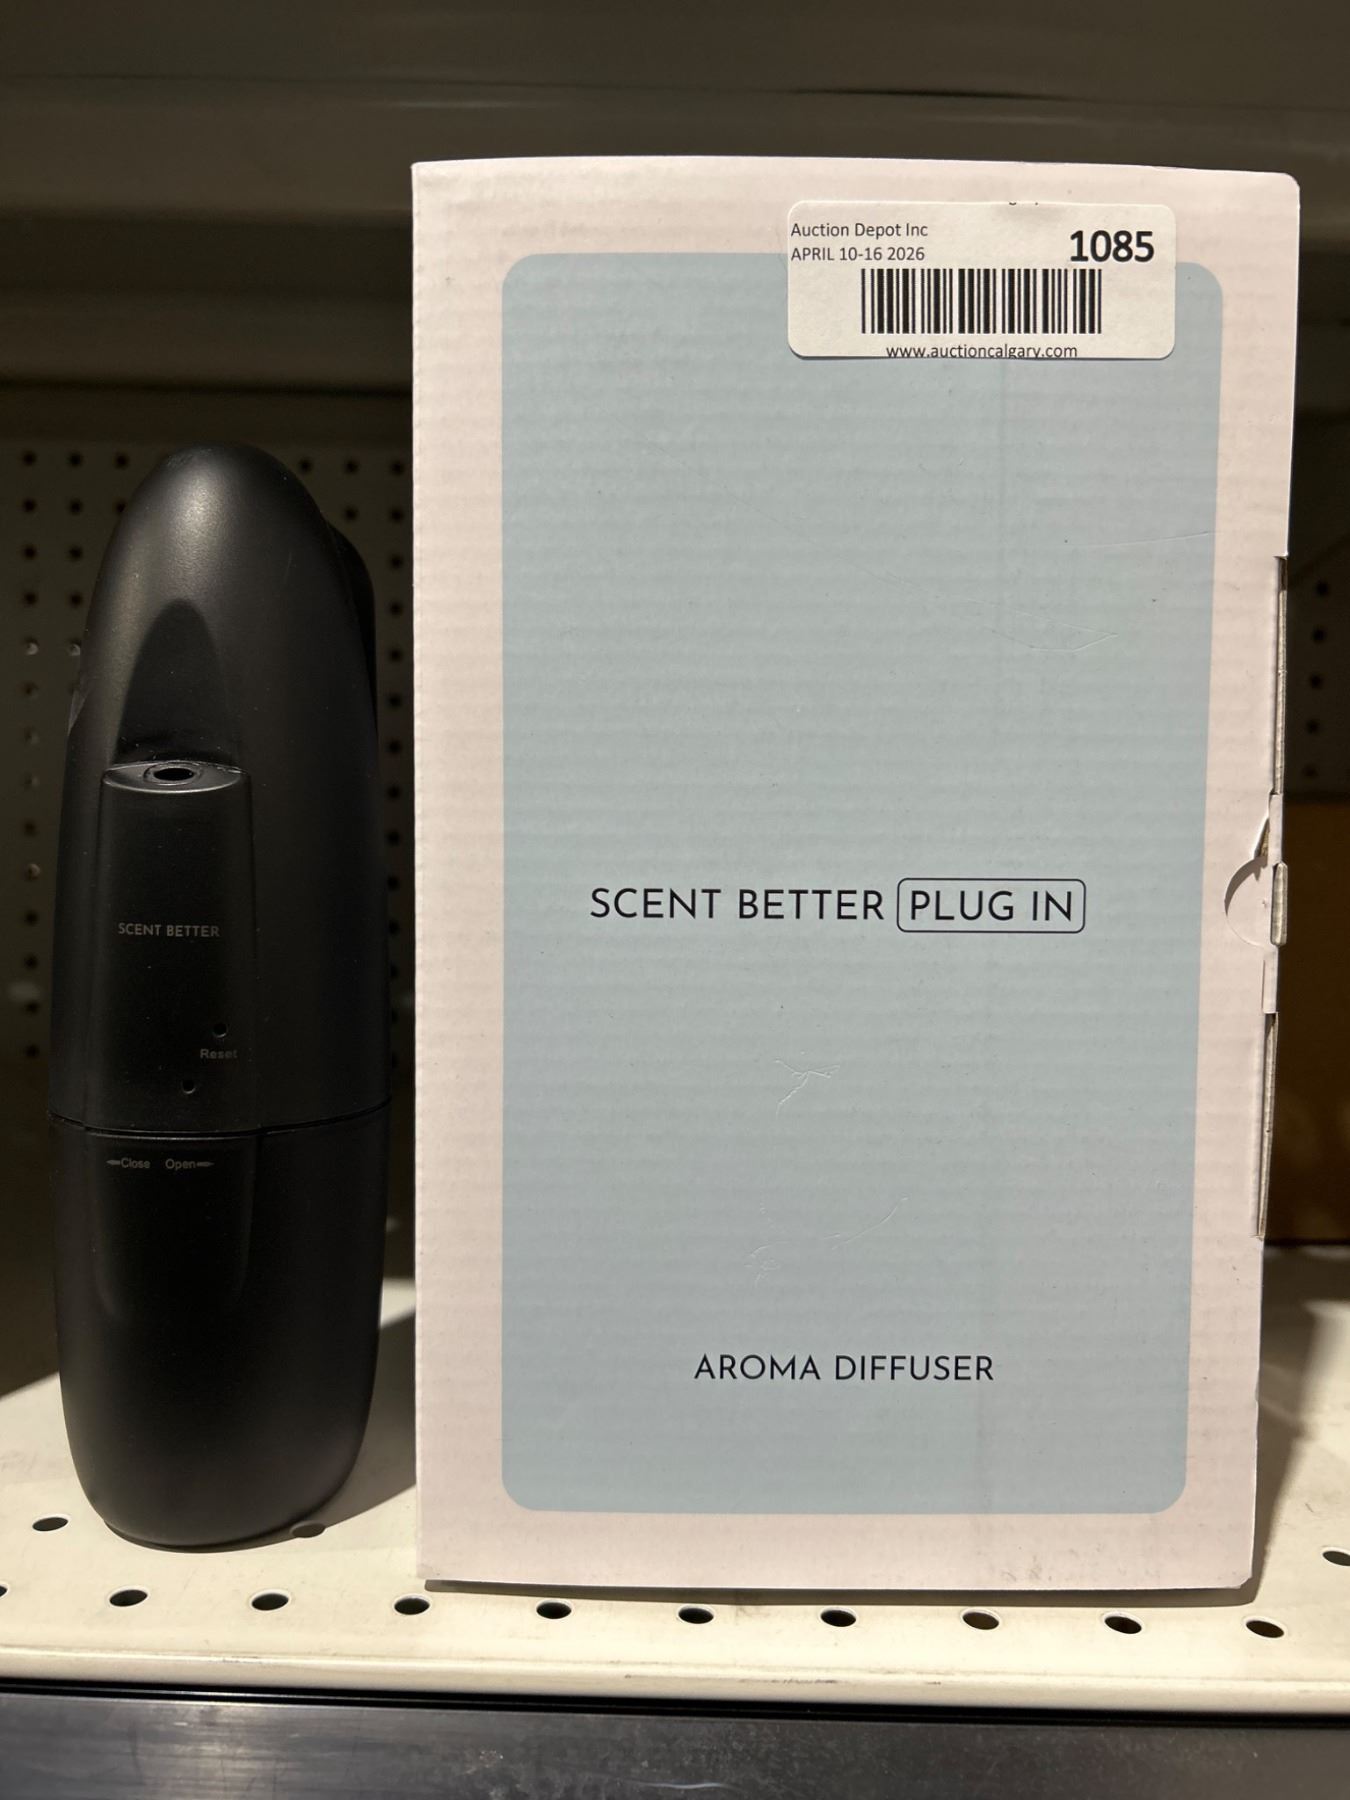 Auction Depot Inc
APRIL 10-16 2026
1085
www.auctioncalgary.com
SCENT BETTER PLUG IN
AROMA DIFFUSER
SCENT BETTER
Reset
Close Open